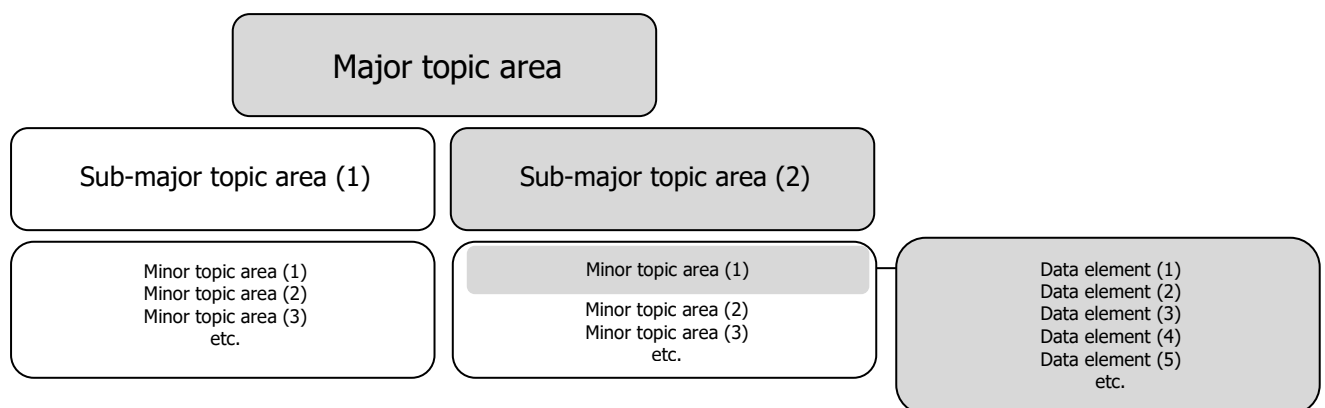 Major topic area
Sub-major topic area (1)
Sub-major topic area (2)
Minor topic area (1)
Minor topic area (2)
Minor topic area (3)
etc.
Minor topic area (1)
Minor topic area (2)
Minor topic area (3)
etc.
Data element (1)
Data element (2)
Data element (3)
Data element (4)
Data element (5)
etc.